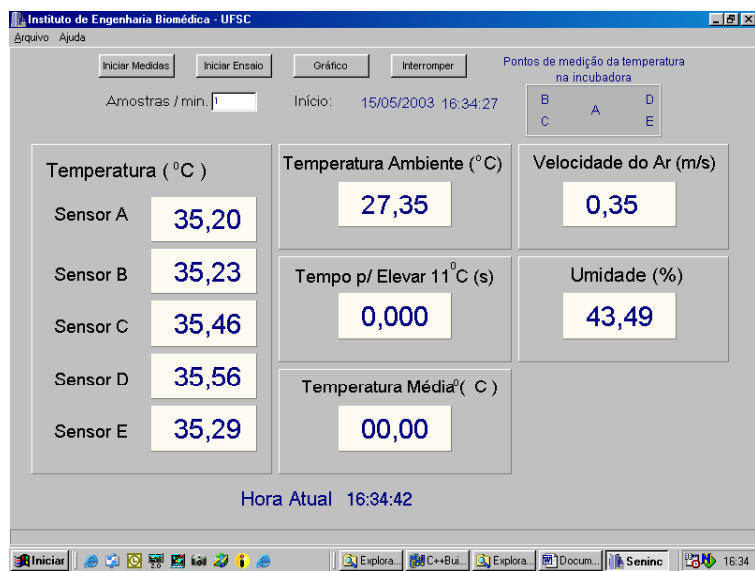 Instituto de Engenharia Biomédica - UFSC
Arquivo Ajuda
Iniciar Medidas Iniciar Ensaio Gráfico Interromper
Pontos de medição da temperatura
na incubadora
Amostras / min. 1 Início: 15/05/2003 16:34:27
B D
A
C E
Temperatura ( °C )
Sensor A 35,20
Sensor B 35,23
Sensor C 35,46
Sensor D 35,56
Sensor E 35,29
Temperatura Ambiente (°C)
27,35
Tempo p/ Elevar 11°C (s)
0,000
Temperatura Média°( C )
00,00
Velocidade do Ar (m/s)
0,35
Umidade (%)
43,49
Hora Atual 16:34:42
Iniciar 2.0 Explora... C++Bui... Explora... Docum... Seninc 16:34